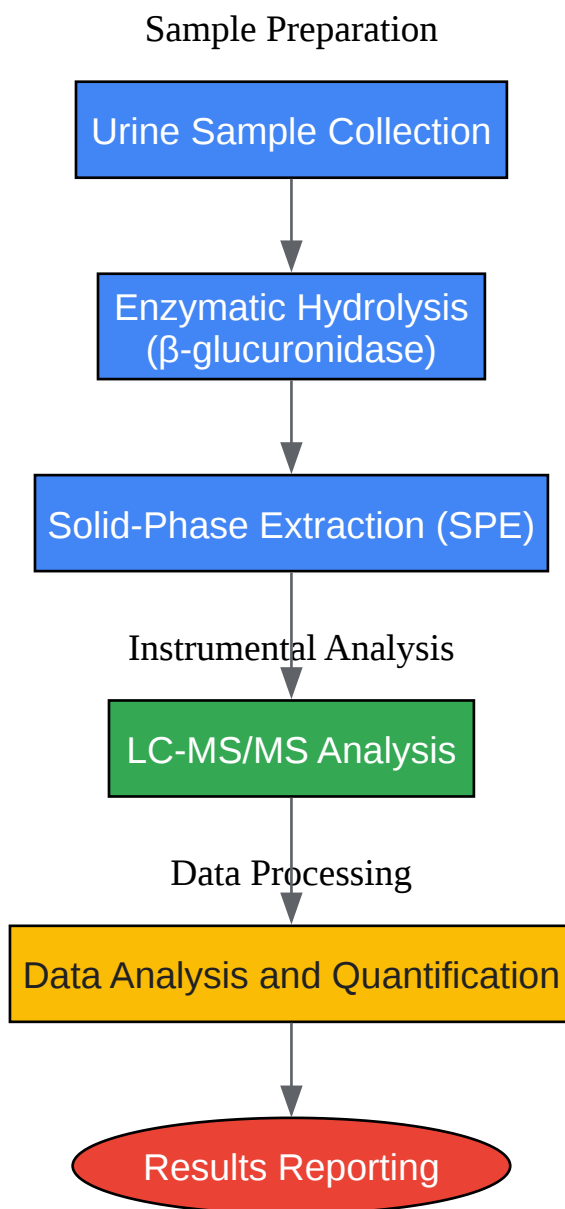 Sample Preparation
Urine Sample Collection
Enzymatic Hydrolysis
(β-glucuronidase)
Solid-Phase Extraction (SPE)
Instrumental Analysis
LC-MS/MS Analysis
Data Processing
Data Analysis and Quantification
Results Reporting